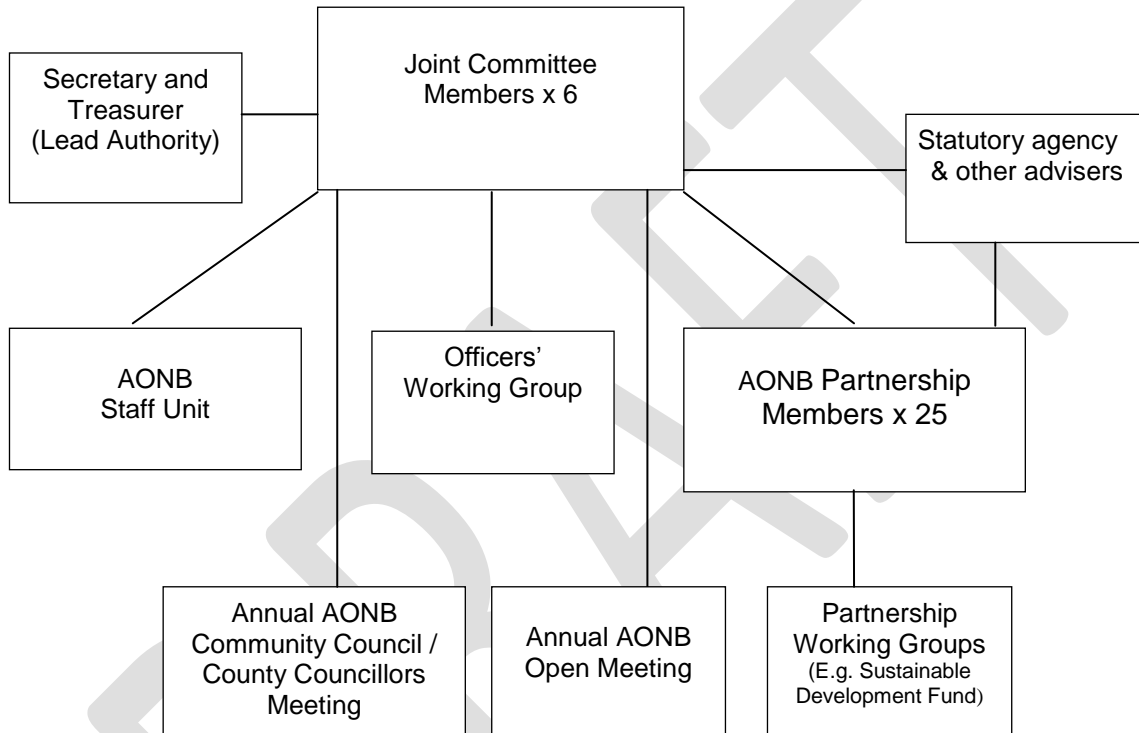 Joint Committee
Members x 6
Secretary and
Treasurer
(Lead Authority)
Statutory agency
& other advisers
AONB
Staff Unit
Officers’
Working Group
AONB Partnership
Members x 25
Annual AONB
Community Council /
County Councillors
Meeting
Annual AONB
Open Meeting
Partnership
Working Groups
(E.g. Sustainable
Development Fund)
DRAFT